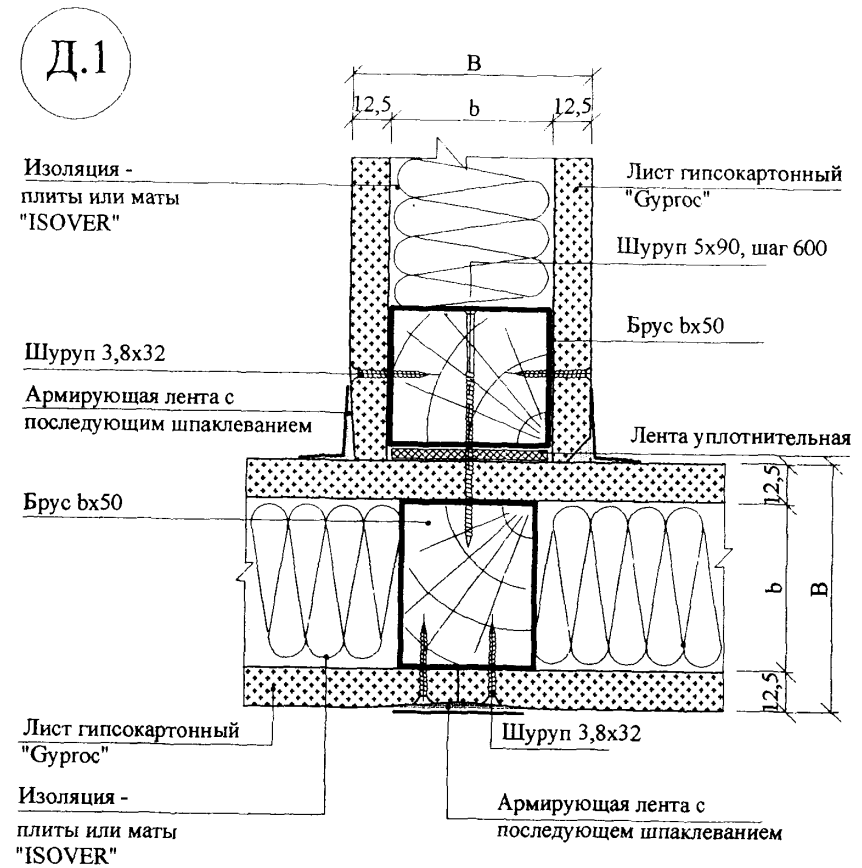 Д.1
B
12,5
b
12,5
Изоляция -
плиты или маты
"ISOVER"
Лист гипсокартонный
"Gyproc"
Шуруп 5х90, шаг 600
Брус bх50
Шуруп 3,8х32
Армирующая лента с
последующим шпаклеванием
Лента уплотнительная
Брус bх50
12,5
b
B
12,5
Лист гипсокартонный
"Gyproc"
Шуруп 3,8х32
Изоляция -
плиты или маты
"ISOVER"
Армирующая лента с
последующем шпаклеванием